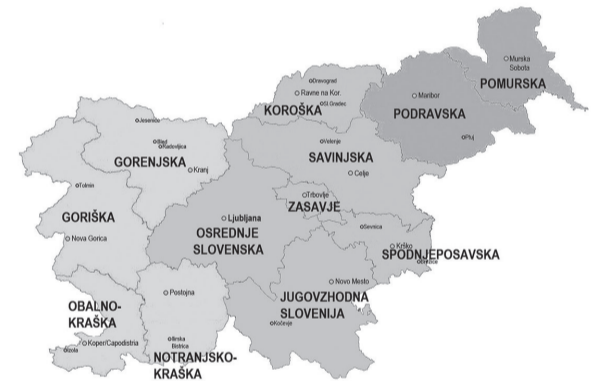 Murska
Sobota
POMURSKA
Dravograd
Ravne na Kor.
Sl.Gradec
KOROŠKA
Maribor
PODRAVSKA
Ptuj
Jesenice
Bled
Radovljica
GORENJSKA
Kranj
Velenje
SAVINJSKA
Celje
Tolmin
GORIŠKA
Nova Gorica
Trbovlje
ZASAVJE
Ljubljana
OSREDNJE
SLOVENSKA
Sevnica
Krško
SPODNJEPOSAVSKA
Brežice
Postojna
Novo Mesto
JUGOVZHODNA
SLOVENIJA
Kočevje
OBALNO-
KRAŠKA
Koper/Capodistria
Izola
Ilirska
Bistrica
NOTRANJSKO-
KRAŠKA